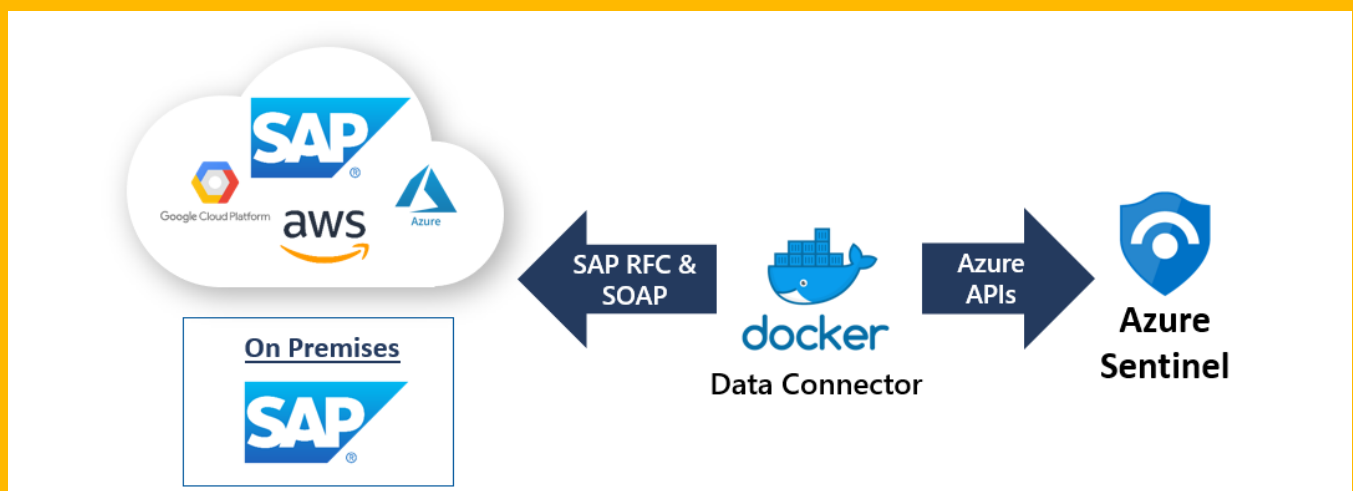 SAP
®
Google Cloud Platform
aws
Azure
On Premises
SAP
®
SAP RFC &
SOAP
docker
Data Connector
Azure
APIs
Azure
Sentinel